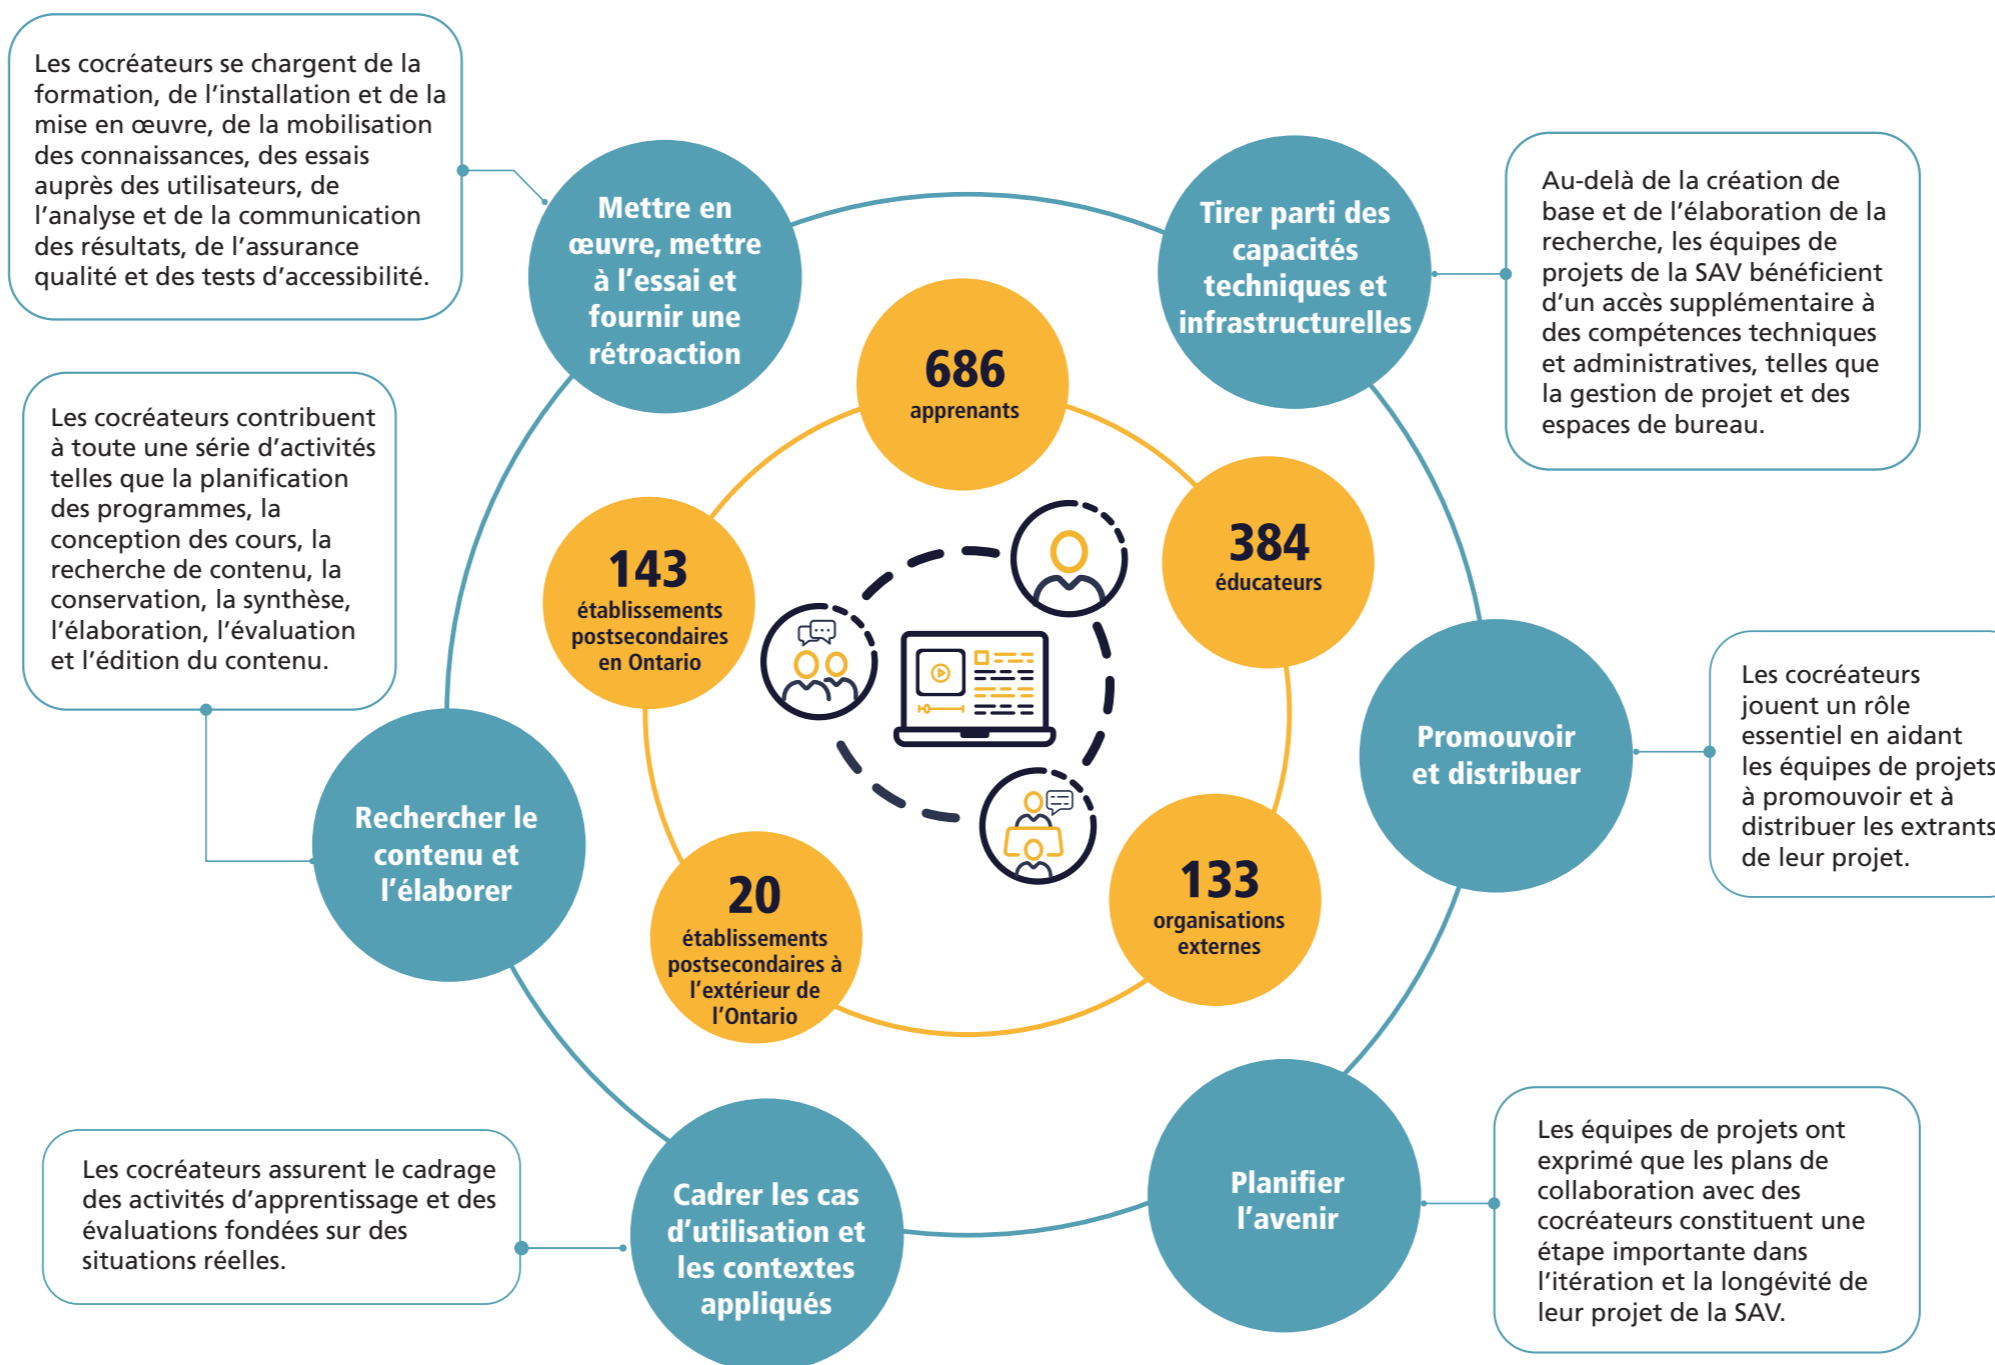 Les cocréateurs se chargent de la
formation, de l’installation et de la
mise en œuvre, de la mobilisation
des connaissances, des essais
auprès des utilisateurs, de
l’analyse et de la communication
des résultats, de l’assurance
qualité et des tests d’accessibilité.
Mettre en
œuvre, mettre
à l’essai et
fournir une
rétroaction
Tirer parti des
capacités
techniques et
infrastructurelles
Au-delà de la création de
base et de l’élaboration de la
recherche, les équipes de
projets de la SAV bénéficient
d’un accès supplémentaire à
des compétences techniques
et administratives, telles que
la gestion de projet et des
espaces de bureau.
Les cocréateurs contribuent
à toute une série d’activités
telles que la planification
des programmes, la
conception des cours, la
recherche de contenu, la
conservation, la synthèse,
l’élaboration, l’évaluation
et l’édition du contenu.
686
apprenants
143
établissements
postsecondaires
en Ontario
384
éducateurs
20
établissements
postsecondaires à
l’extérieur de
l’Ontario
133
organisations
externes
Rechercher le
contenu et
l’élaborer
Promouvoir
et distribuer
Les cocréateurs
jouent un rôle
essentiel en aidant
les équipes de projets
à promouvoir et à
distribuer les extrants
de leur projet.
Les cocréateurs assurent le cadrage
des activités d’apprentissage et des
évaluations fondées sur des
situations réelles.
Cadrer les cas
d’utilisation et
les contextes
appliqués
Planifier
l’avenir
Les équipes de projets ont
exprimé que les plans de
collaboration avec des
cocréateurs constituent une
étape importante dans
l’itération et la longévité de
leur projet de la SAV.